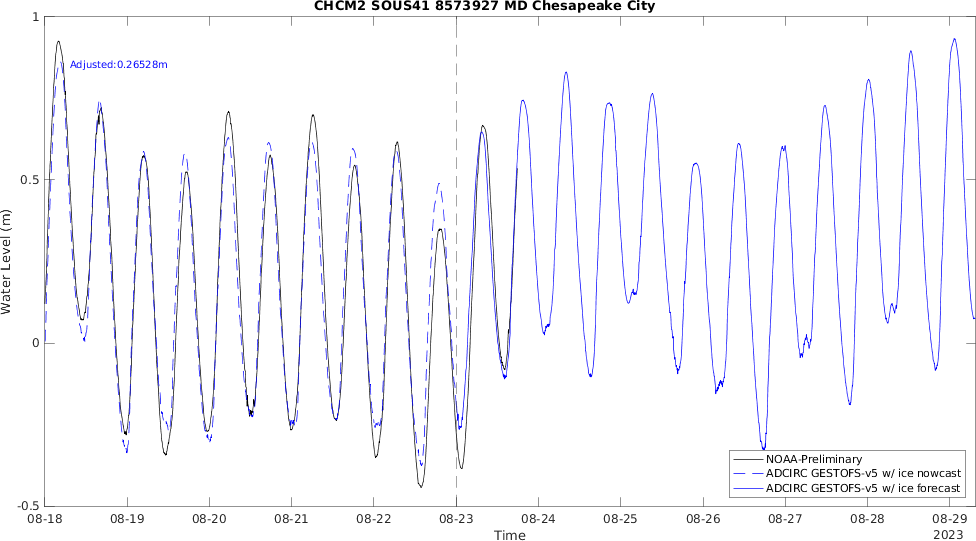 CHCM2 SOUS41 8573927 MD Chesapeake City
Adjusted:0.26528m
Water Level (m)
1
0.5
0
-0.5
NOAA-Preliminary
ADCIRC GESTOFS-v5 w/ ice nowcast
ADCIRC GESTOFS-v5 w/ ice forecast
08-18 08-19 08-20 08-21 08-22 08-23 08-24 08-25 08-26 08-27 08-28 08-29
Time
2023